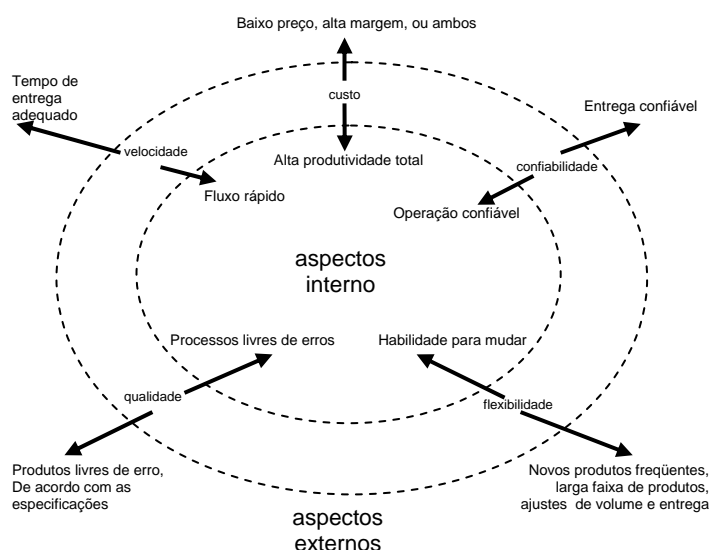 Baixo preço, alta margem, ou ambos
Tempo de
entrega
adequado
custo
Entrega confiável
velocidade
Alta produtividade total
confiabilidade
Fluxo rápido
Operação confiável
aspectos
interno
Processos livres de erros
Habilidade para mudar
qualidade
flexibilidade
Produtos livres de erro,
De acordo com as
especificações
Novos produtos freqüentes,
larga faixa de produtos,
ajustes de volume e entrega
aspectos
externos